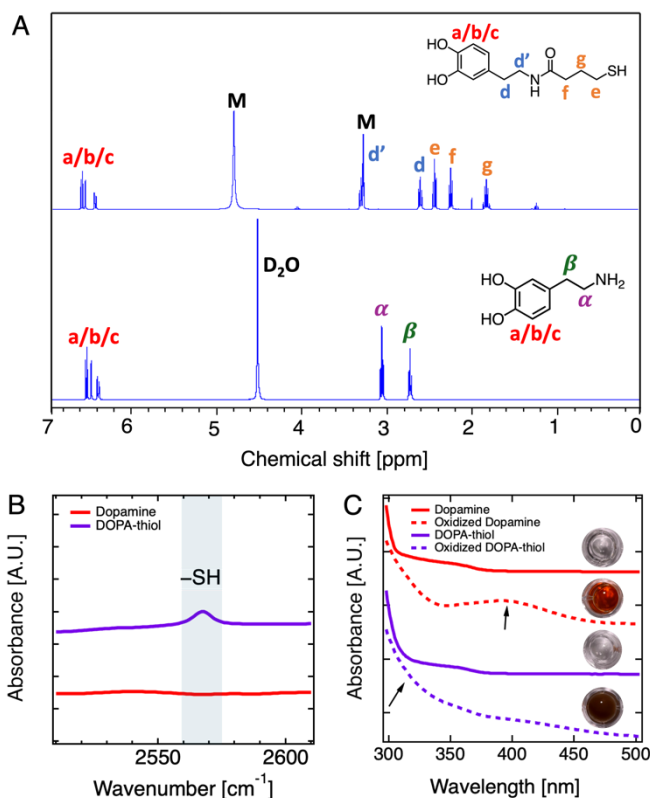 A
a/b/c
HO
HO
d'
d
N
H
O
f
g
e
SH
M
M
a/b/c
d'
d
e
f
g
D₂O
a/b/c
α
β
HO
HO
β
NH₂
α
a/b/c
7 6 5 4 3 2 1 0
Chemical shift [ppm]
B
Dopamine
DOPA-thiol
–SH
Absorbance [A.U.]
2550 2600
Wavenumber [cm⁻¹]
C
Dopamine
Oxidized Dopamine
DOPA-thiol
Oxidized DOPA-thiol
Absorbance [A.U.]
300 350 400 450 500
Wavelength [nm]